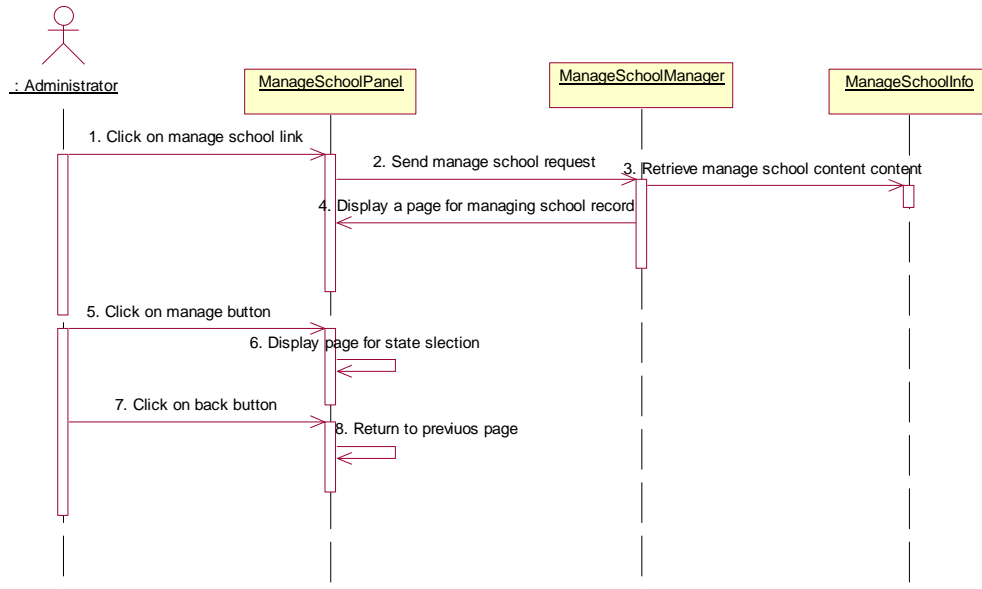 : Administrator
ManageSchoolPanel
ManageSchoolManager
ManageSchoolInfo
1. Click on manage school link
2. Send manage school request
3. Retrieve manage school content content
4. Display a page for managing school record
5. Click on manage button
6. Display page for state slection
7. Click on back button
8. Return to previuos page